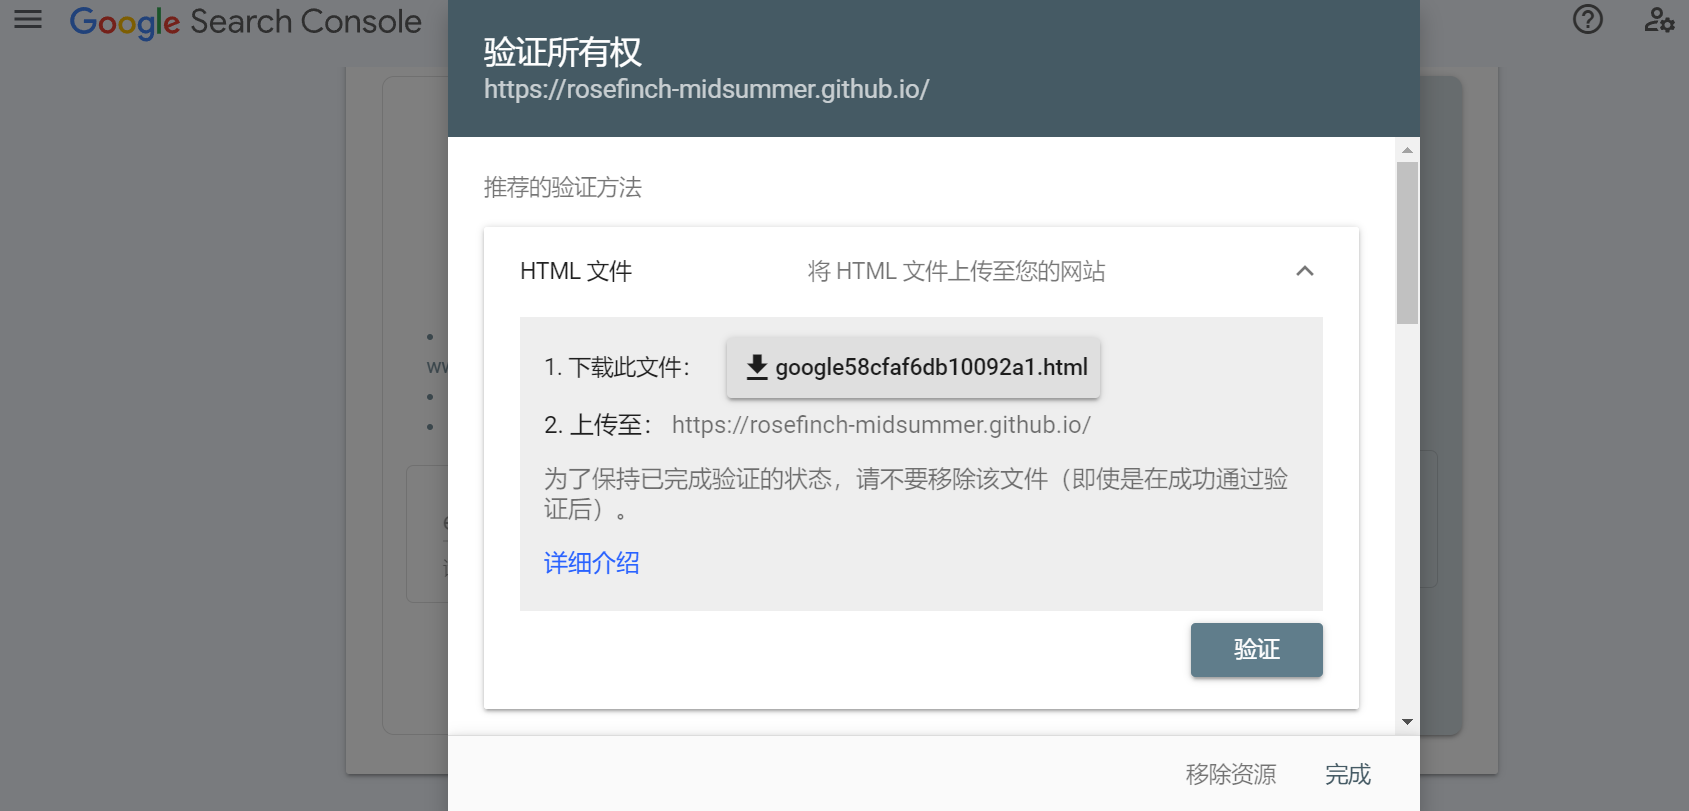 Google Search Console
验证所有权
https://rosefinch-midsummer.github.io/
推荐的验证方法
HTML 文件
将 HTML 文件上传至您的网站
1. 下载此文件：
google58cfaf6db10092a1.html
2. 上传至： https://rosefinch-midsummer.github.io/
为了保持已完成验证的状态，请不要移除该文件（即使是在成功通过验
证后）。
详细介绍
验证
移除资源
完成